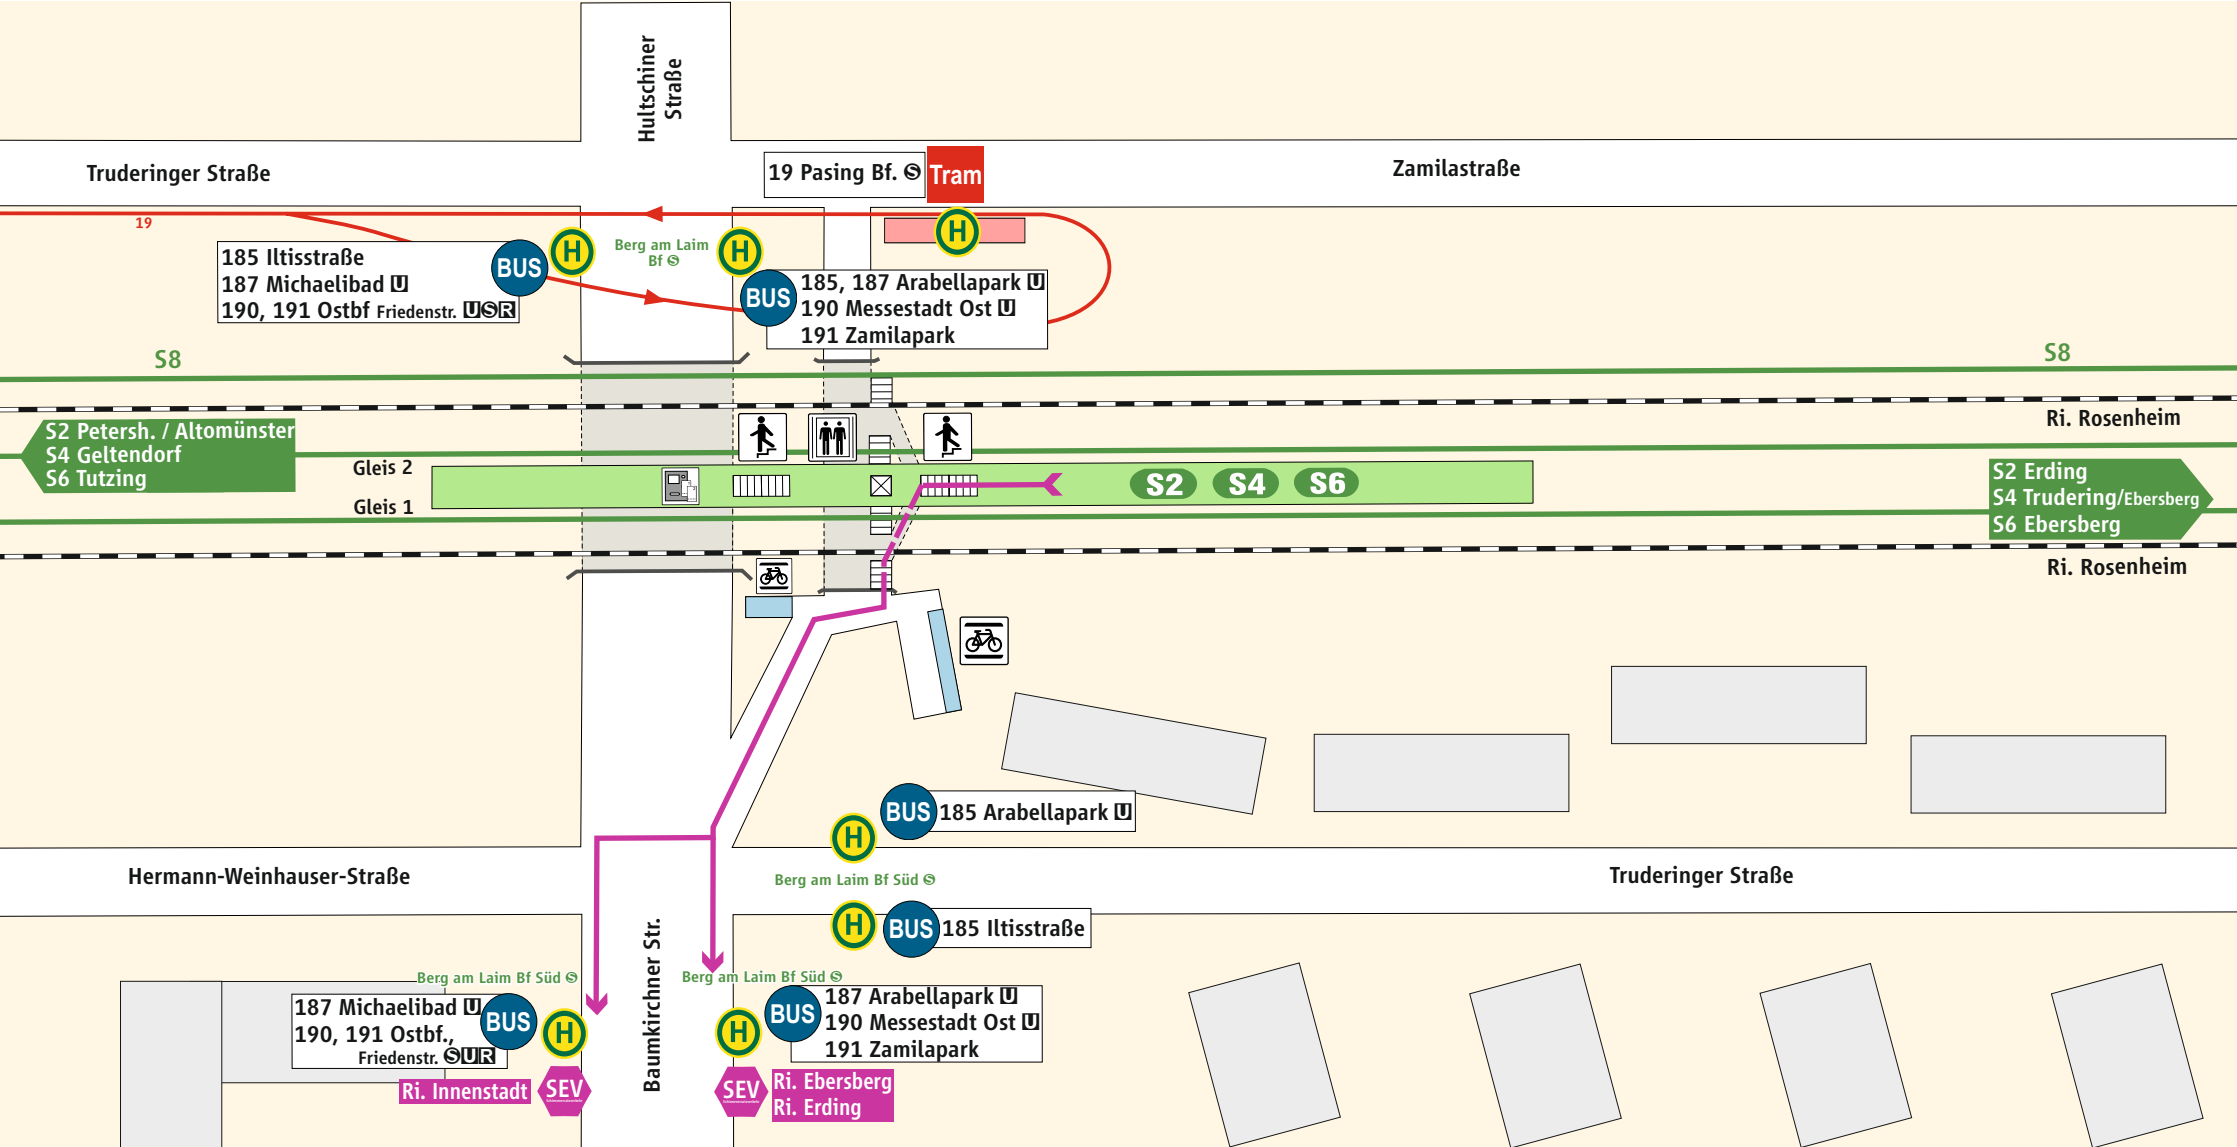 Hultschiner
Straße
Truderinger Straße
19 Pasing Bf. S
Tram
Zamilastraße
19
H
Berg am Laim
Bf S
H
H
185 Iltisstraße
187 Michaelibad U
190, 191 Ostbf Friedenstr. U S R
BUS
BUS
185, 187 Arabellapark U
190 Messestadt Ost U
191 Zamilapark
S8
S8
S2 Petersh. / Altomünster
S4 Geltendorf
S6 Tutzing
Ri. Rosenheim
Gleis 2
Gleis 1
S2
S4
S6
S2 Erding
S4 Trudering/Ebersberg
S6 Ebersberg
Ri. Rosenheim
BUS
185 Arabellapark U
H
Hermann-Weinhauser-Straße
Berg am Laim Bf Süd S
Truderinger Straße
H
BUS
185 Iltisstraße
Baumkirchner Str.
Berg am Laim Bf Süd S
Berg am Laim Bf Süd S
187 Michaelibad U
190, 191 Ostbf.,
Friedenstr. S U R
BUS
H
H
BUS
187 Arabellapark U
190 Messestadt Ost U
191 Zamilapark
Ri. Innenstadt
SEV
SEV
Ri. Ebersberg
Ri. Erding